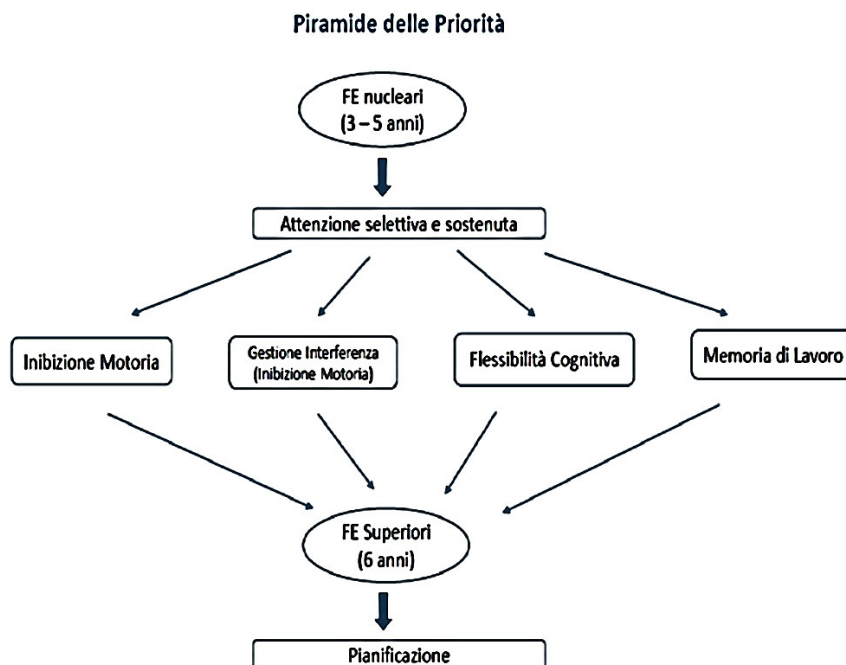 Piramide delle Priorità
FE nucleari
(3 – 5 anni)
Attenzione selettiva e sostenuta
Inibizione Motoria
Gestione Interferenza
(Inibizione Motoria)
Flessibilità Cognitiva
Memoria di Lavoro
FE Superiori
(6 anni)
Pianificazione